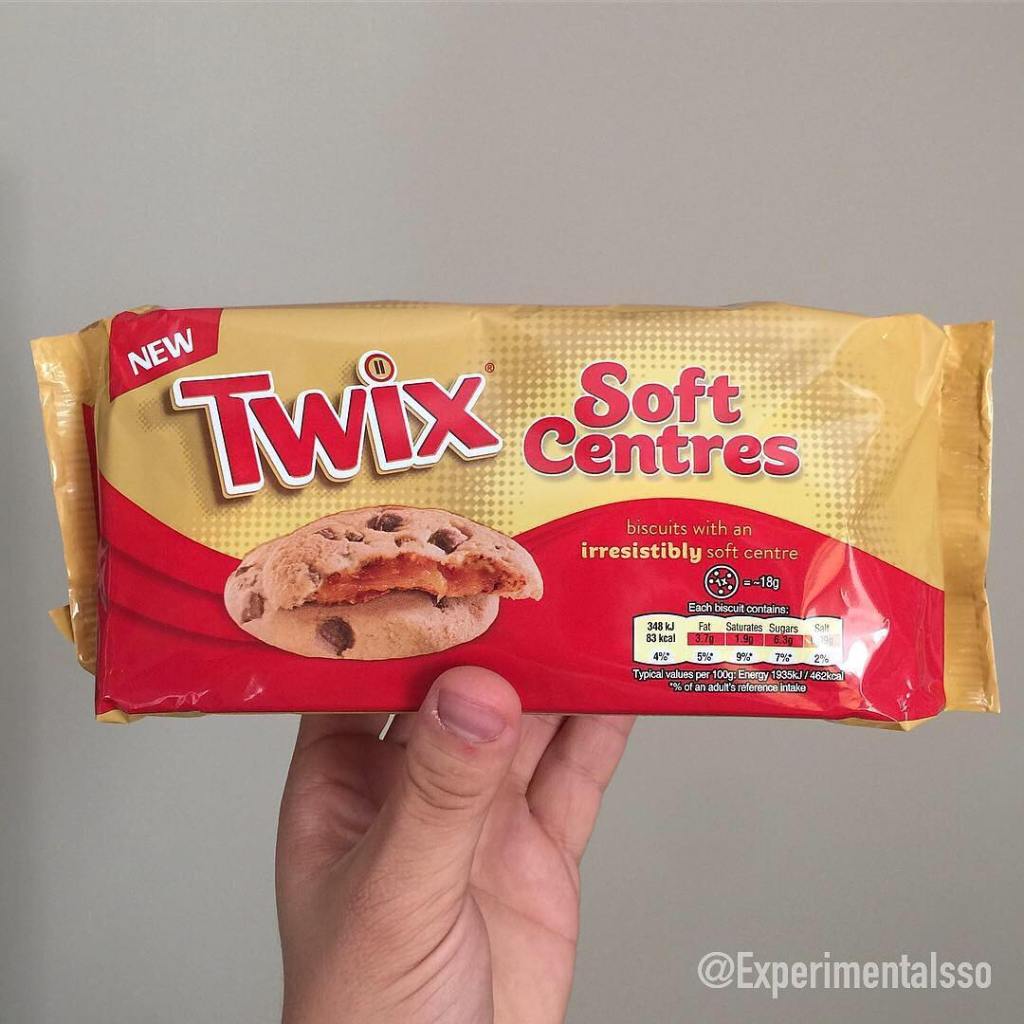 NEW
TWIX®
Soft
Centres
biscuits with an
irresistibly soft centre
1x = ~18g
Each biscuit contains:
348 kJ
83 kcal
4%*
Fat
3.7g
5%*
Saturates
1.9g
9%*
Sugars
6.3g
7%*
Salt
2%
Typical values per 100g: Energy 1935kJ / 462kcal
*% of an adult's reference intake
@Experimentalsso